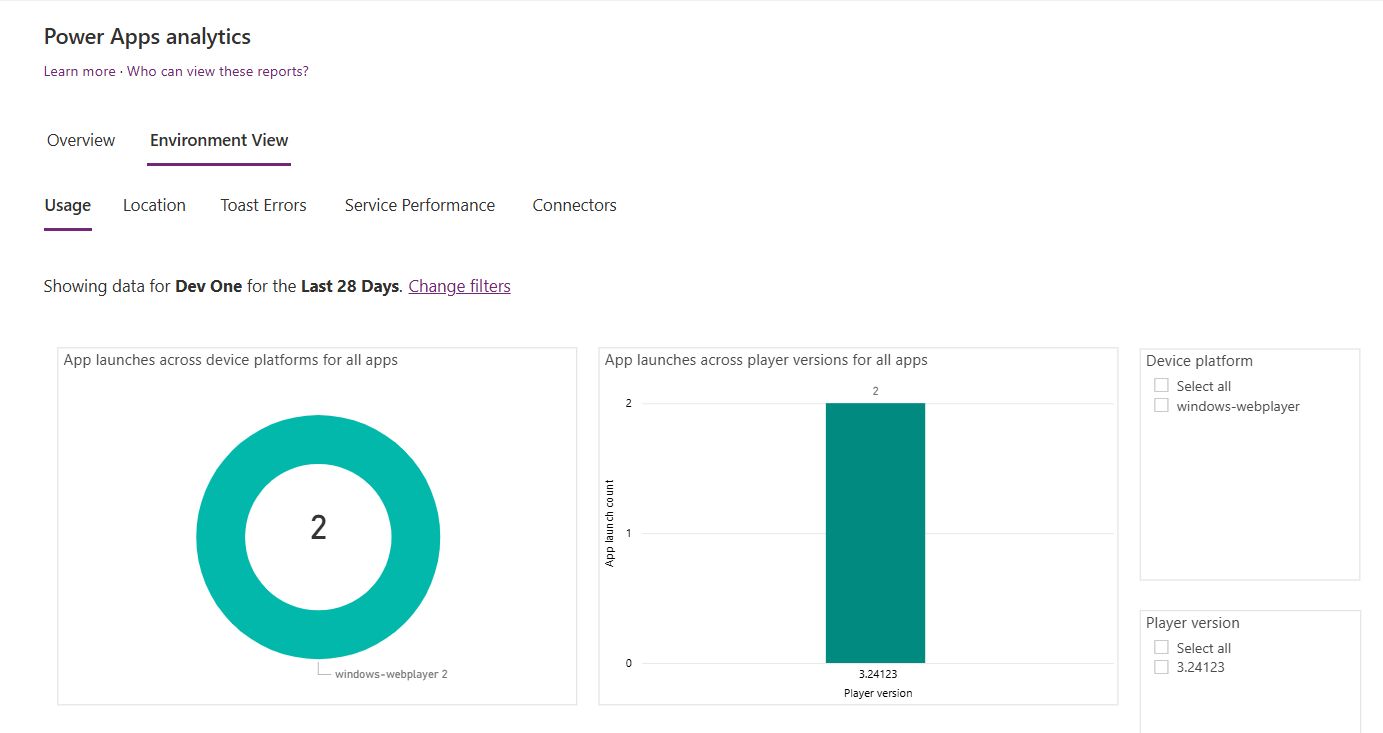 Power Apps analytics
Learn more · Who can view these reports?
Overview
Environment View
Usage
Location
Toast Errors
Service Performance
Connectors
Showing data for Dev One for the Last 28 Days. Change filters
App launches across device platforms for all apps
2
windows-webplayer 2
App launches across player versions for all apps
2
2
1
0
App launch count
3.24123
Player version
Device platform
Select all
windows-webplayer
Player version
Select all
3.24123